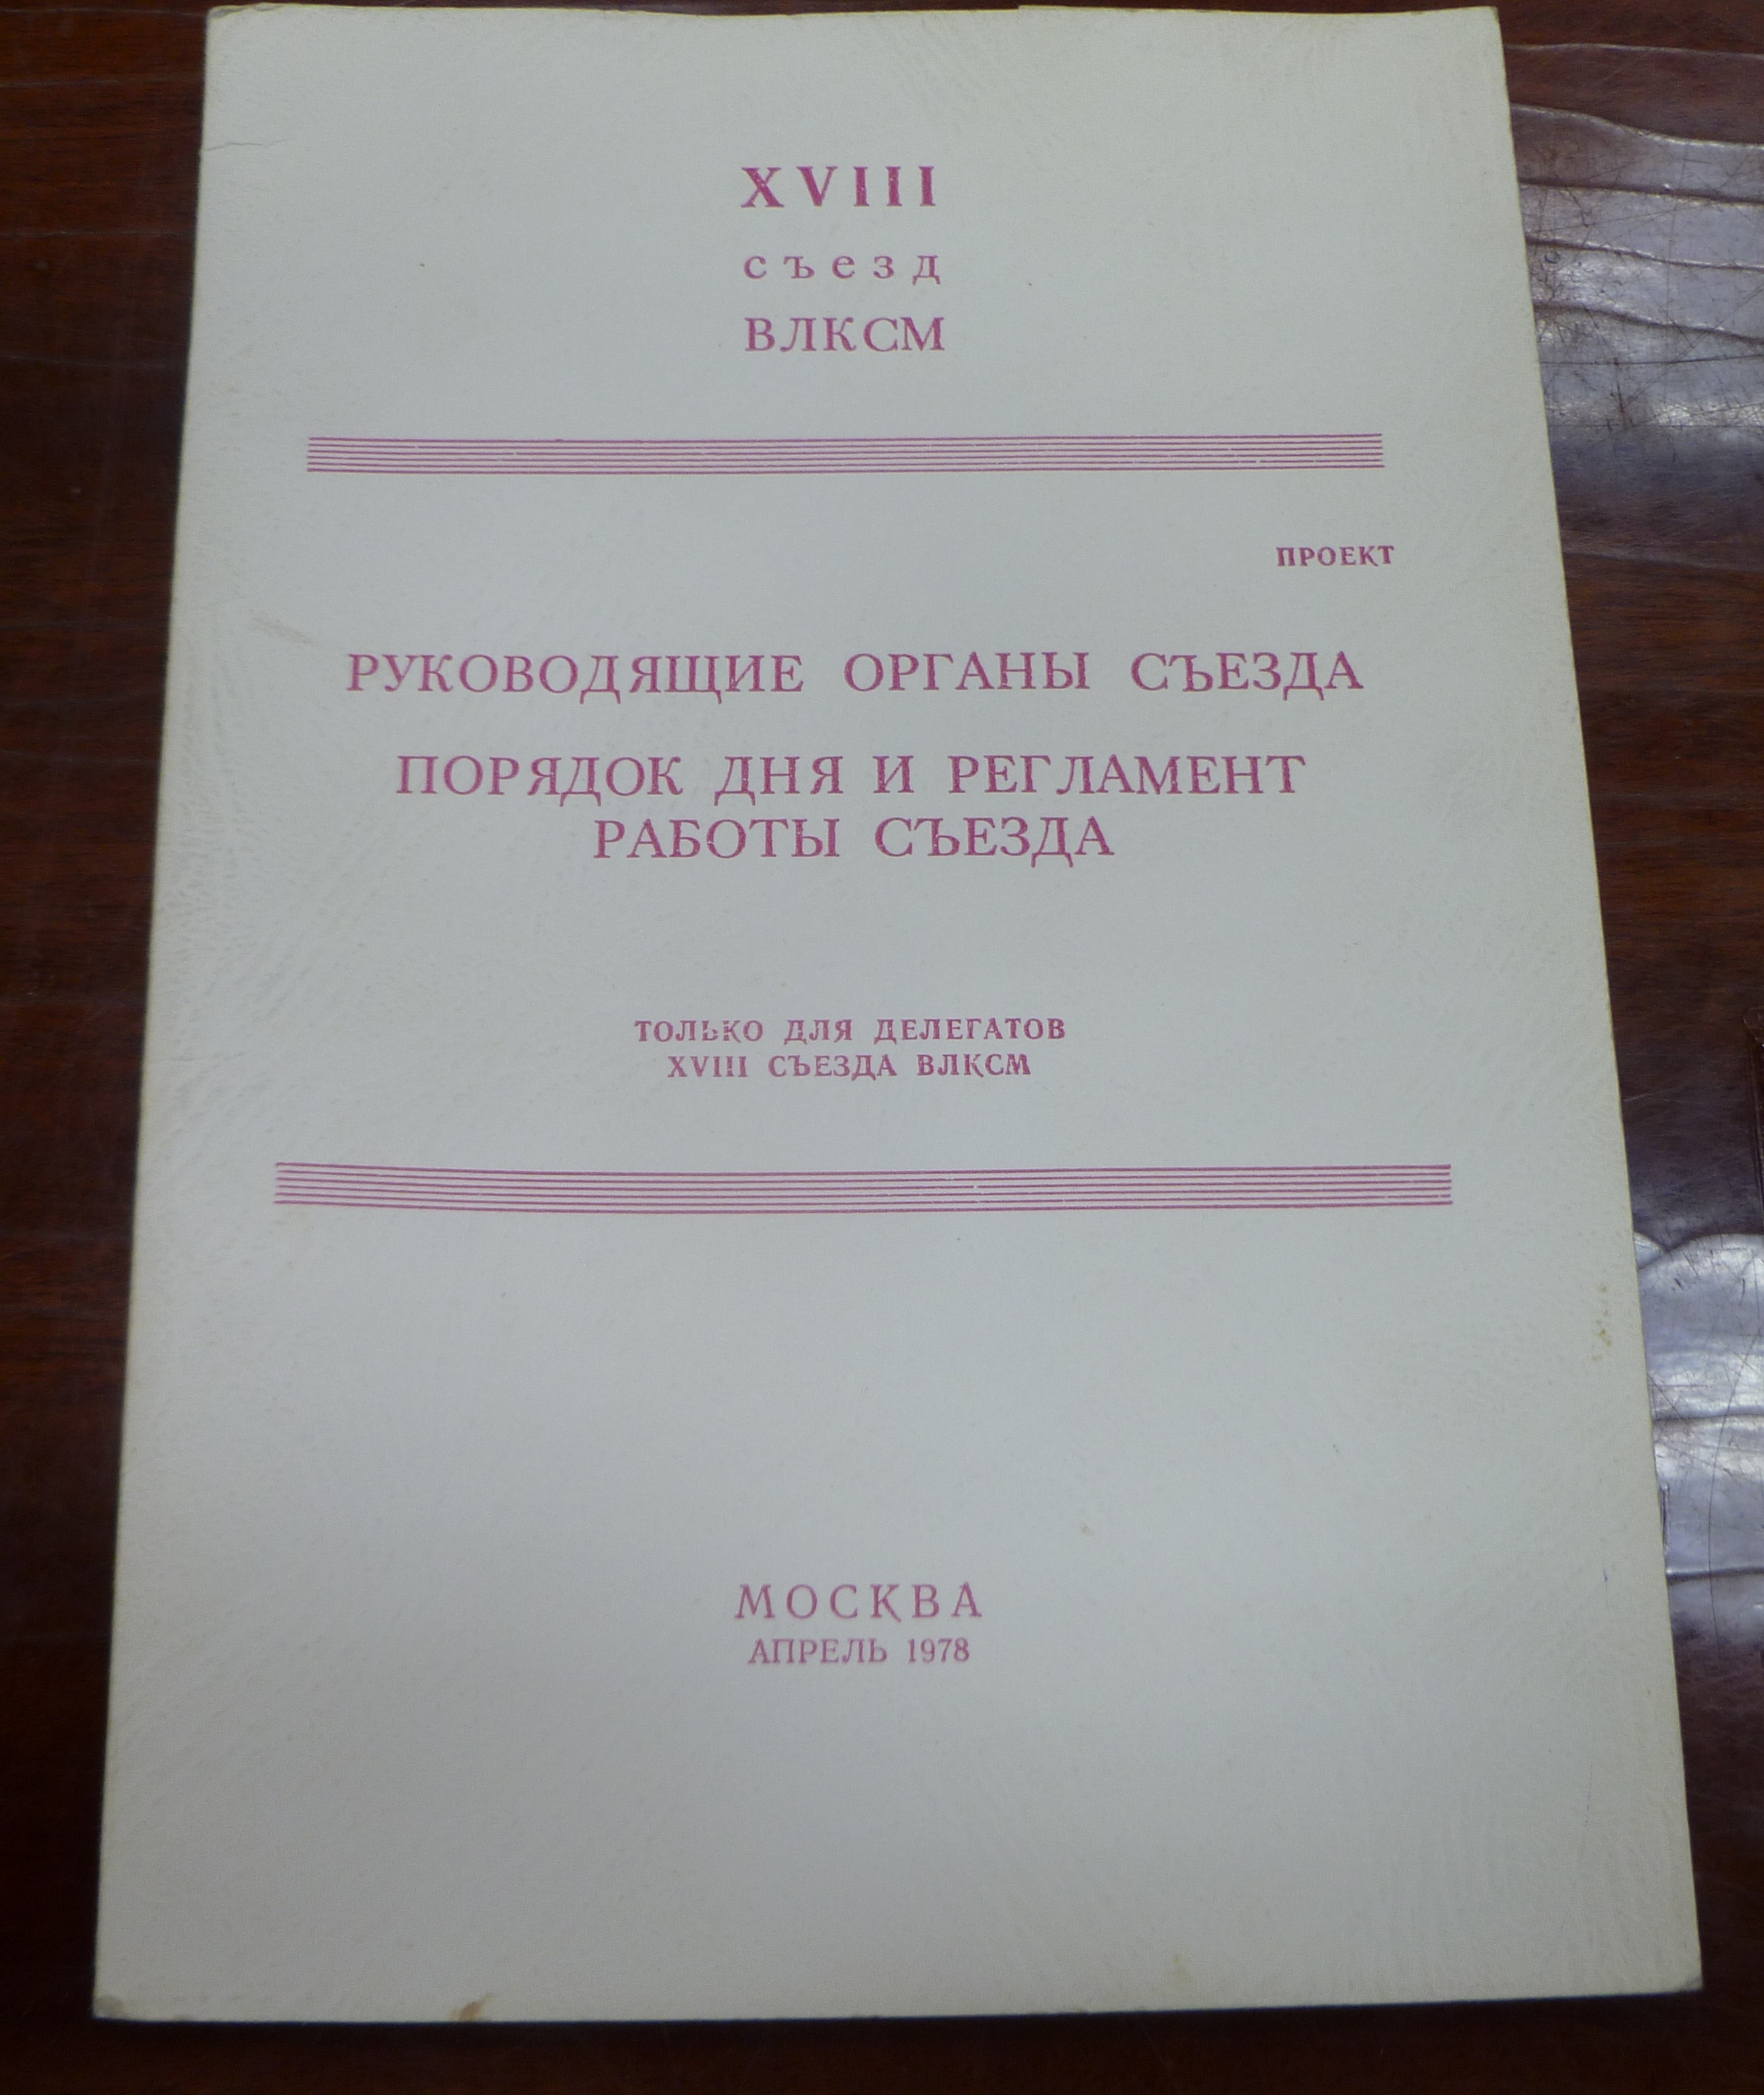 XVIII
съезд
ВЛКСМ
ПРОЕКТ
РУКОВОДЯЩИЕ ОРГАНЫ СЪЕЗДА
ПОРЯДОК ДНЯ И РЕГЛАМЕНТ
РАБОТЫ СЪЕЗДА
ТОЛЬКО ДЛЯ ДЕЛЕГАТОВ
XVIII СЪЕЗДА ВЛКСМ
МОСКВА
АПРЕЛЬ 1978